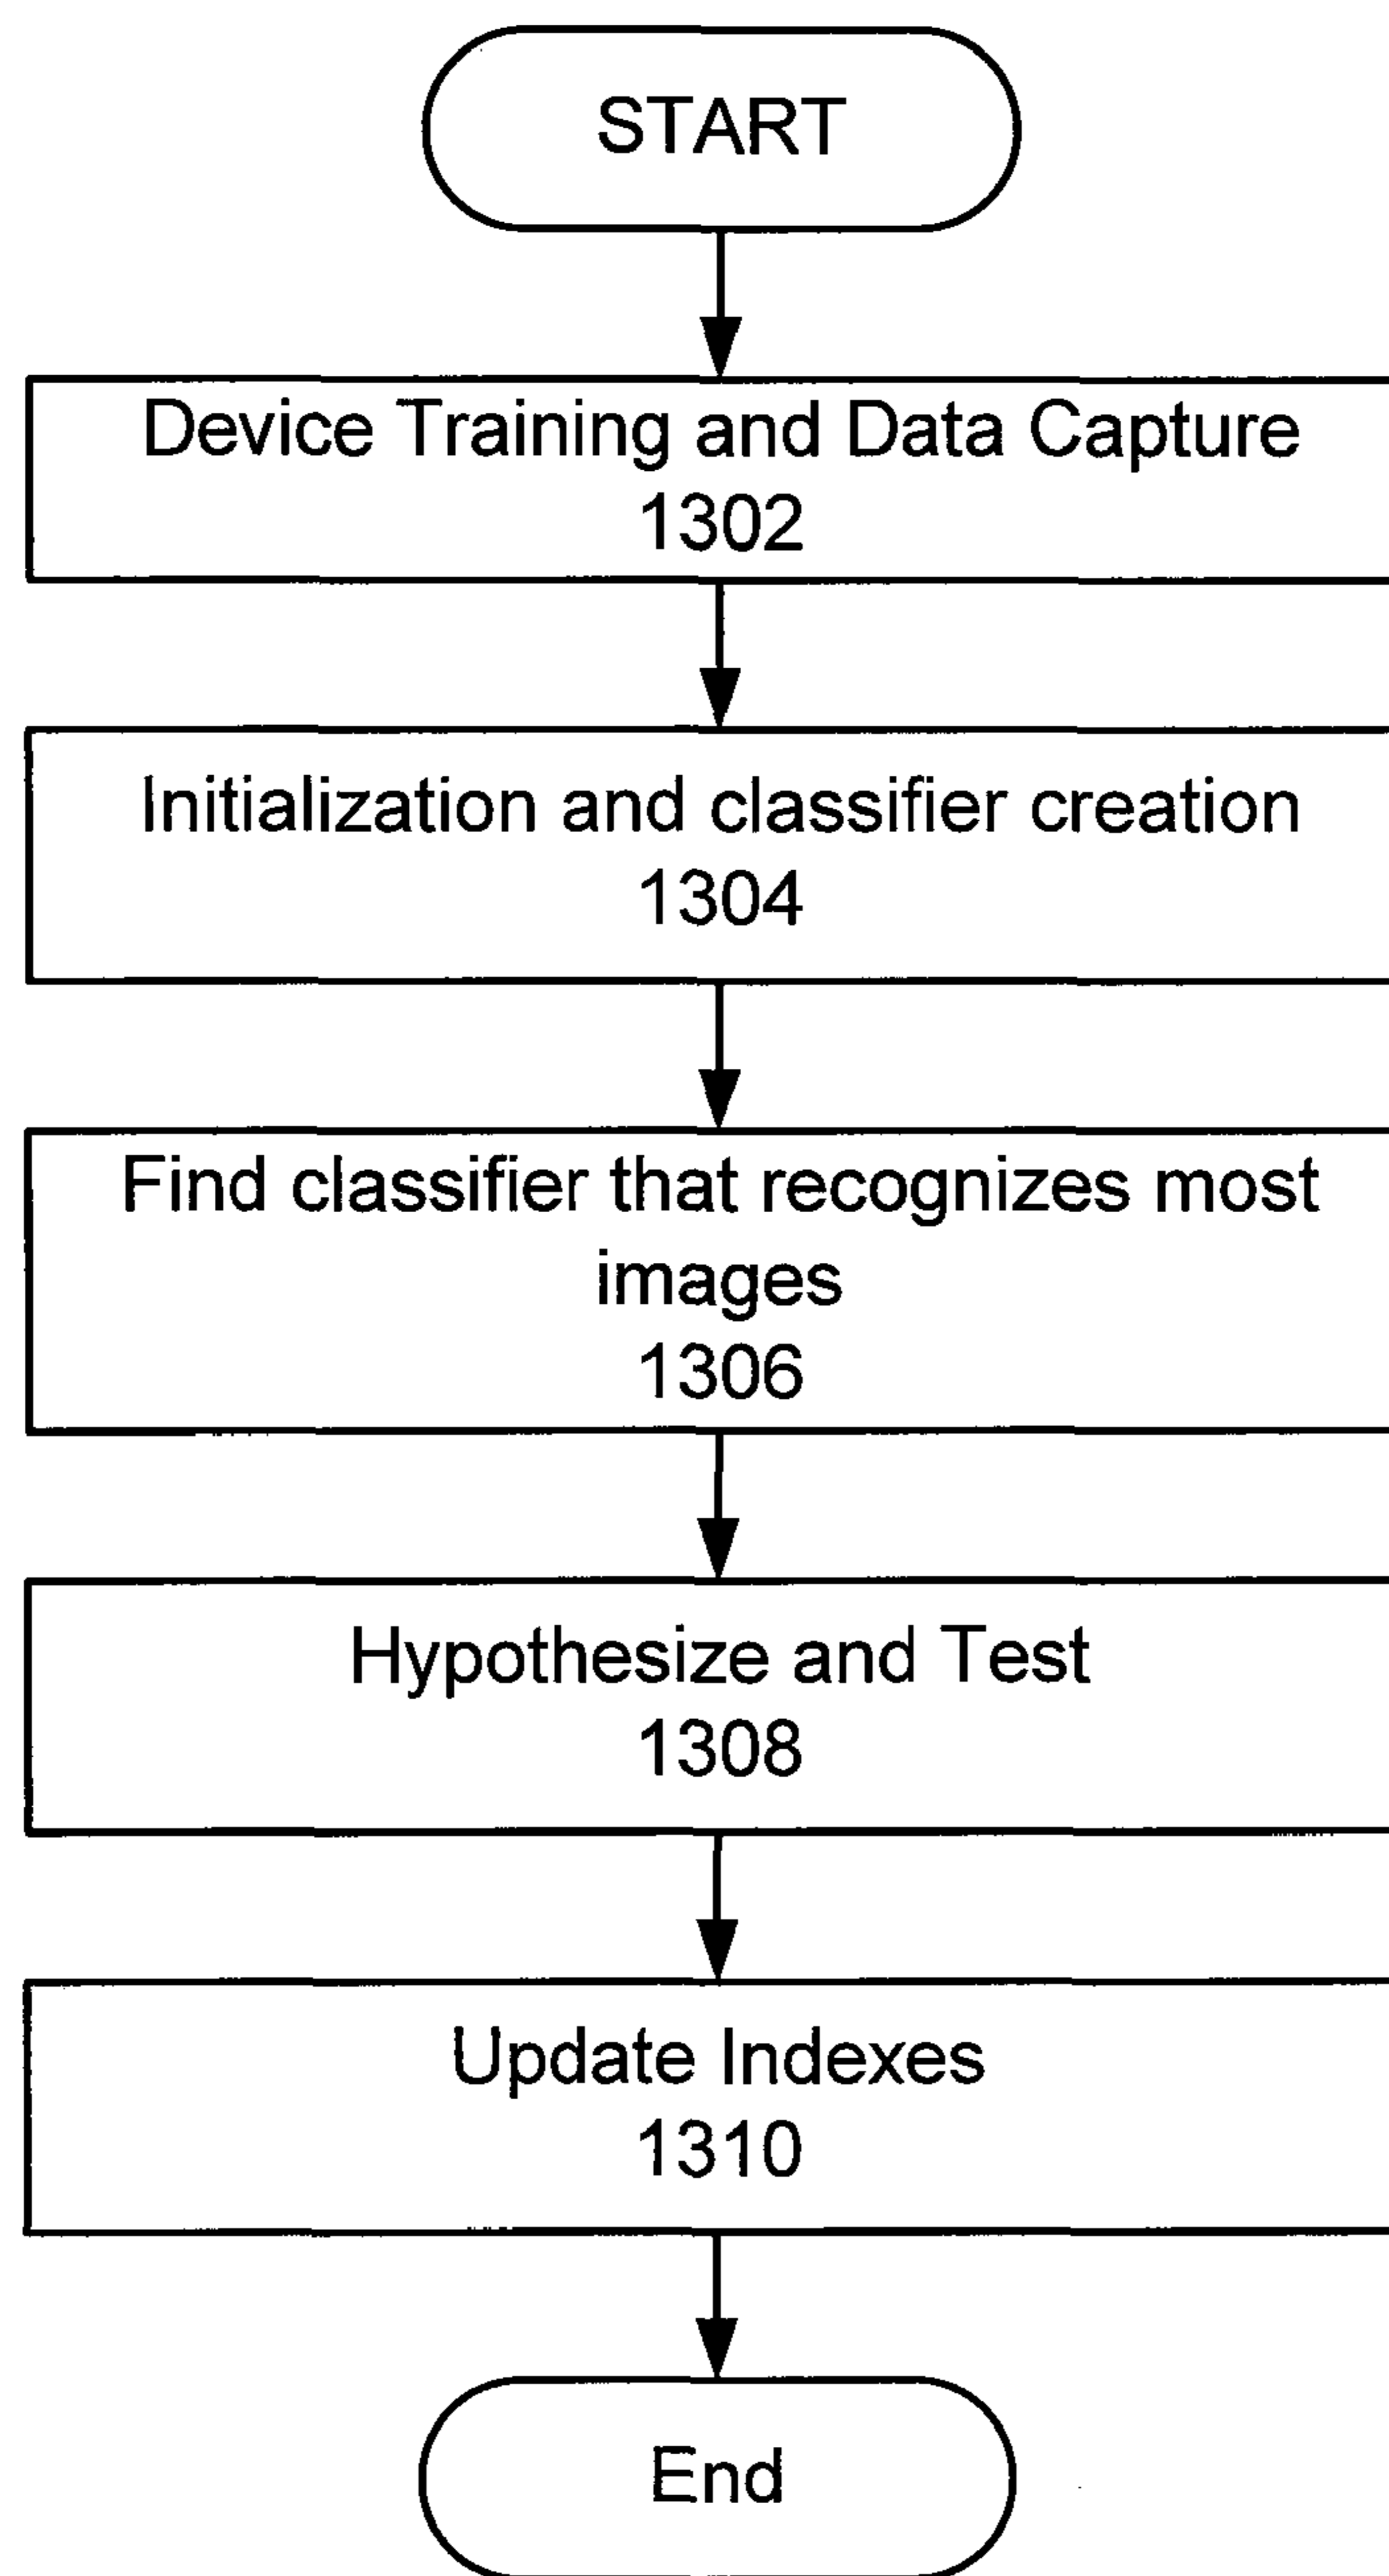 START
Device Training and Data Capture
1302
Initialization and classifier creation
1304
Find classifier that recognizes most
images
1306
Hypothesize and Test
1308
Update Indexes
1310
End